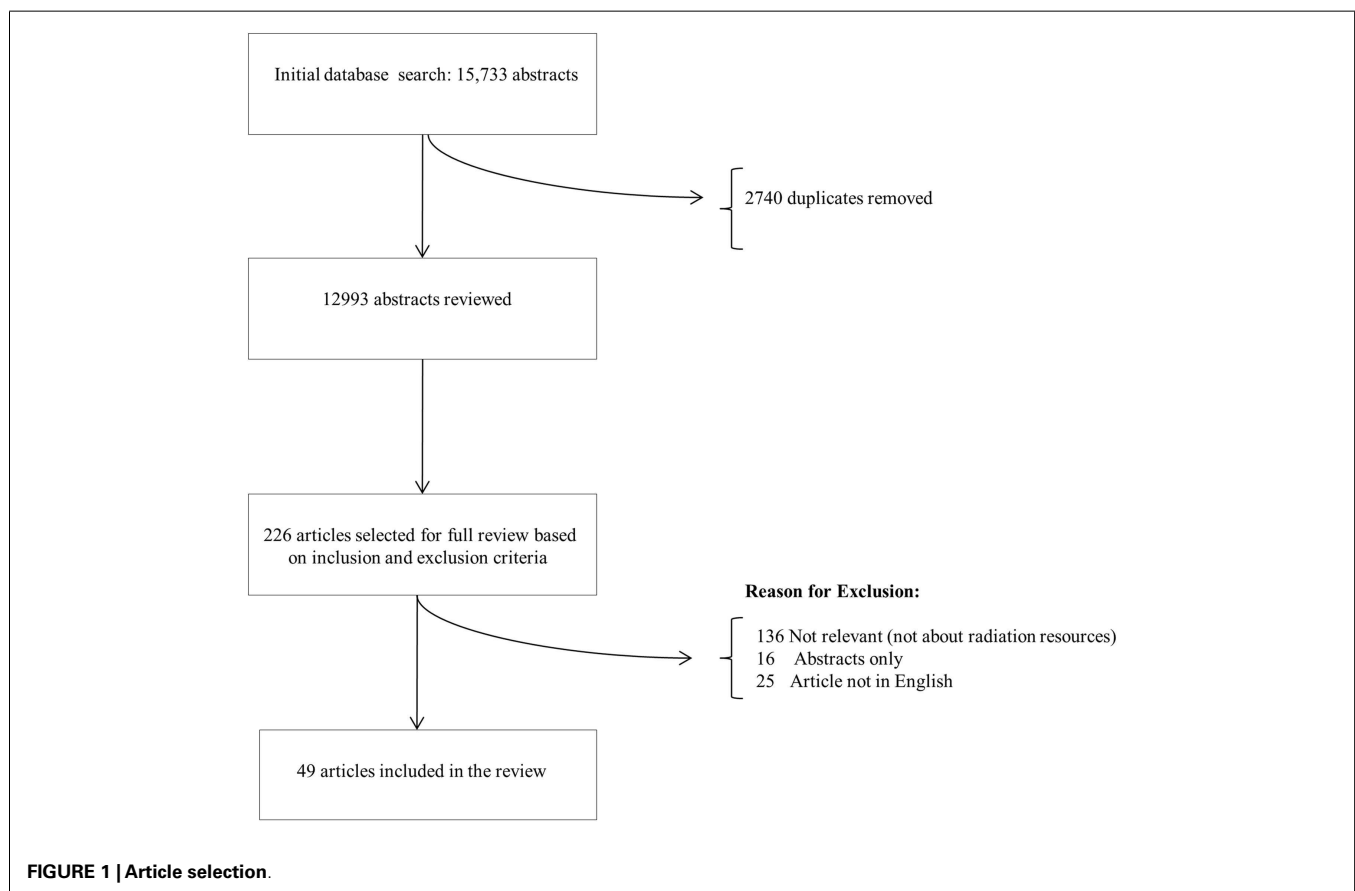 Initial database search: 15,733 abstracts
2740 duplicates removed
12993 abstracts reviewed
226 articles selected for full review based
on inclusion and exclusion criteria
Reason for Exclusion:
136 Not relevant (not about radiation resources)
16 Abstracts only
25 Article not in English
49 articles included in the review
FIGURE 1 | Article selection.